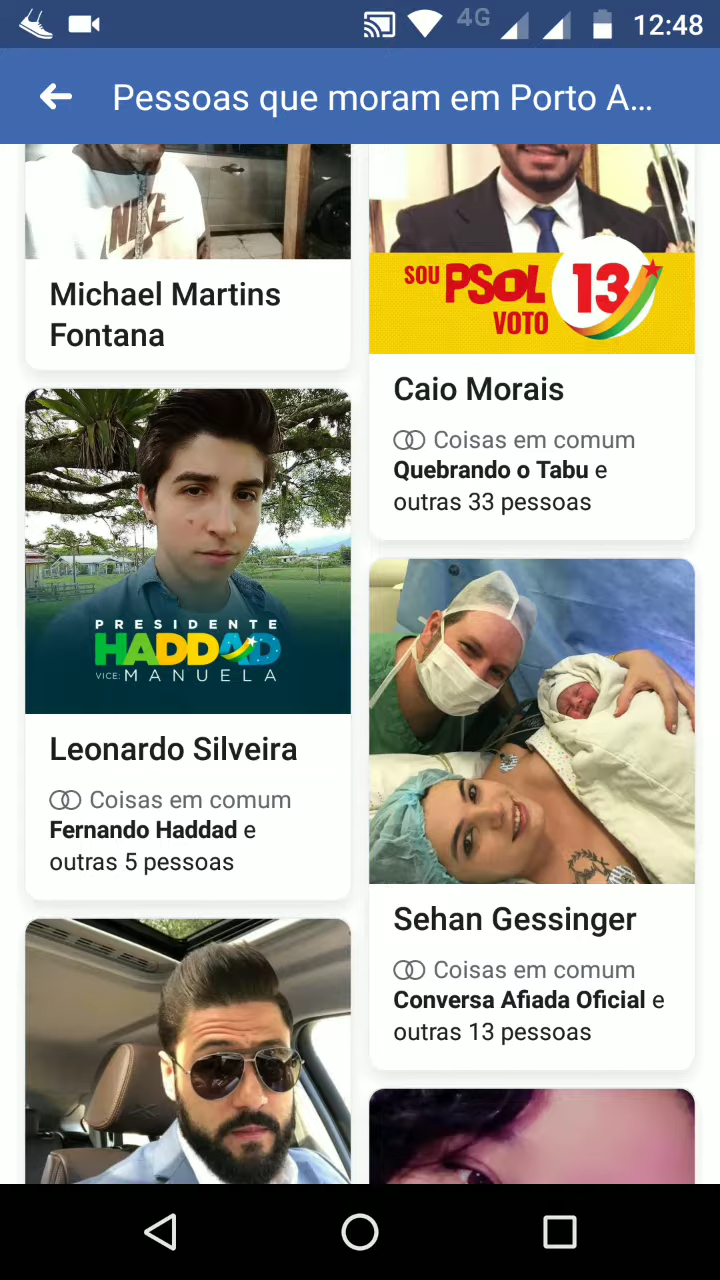 4G
12:48
Pessoas que moram em Porto A...
NIKE
Michael Martins
Fontana
PRESIDENTE
HADDAD
VICE: MANUELA
Leonardo Silveira
Coisas em comum
Fernando Haddad e
outras 5 pessoas
SOU PSOL 13
VOTO
Caio Morais
Coisas em comum
Quebrando o Tabu e
outras 33 pessoas
Sehan Gessinger
Coisas em comum
Conversa Afiada Oficial e
outras 13 pessoas